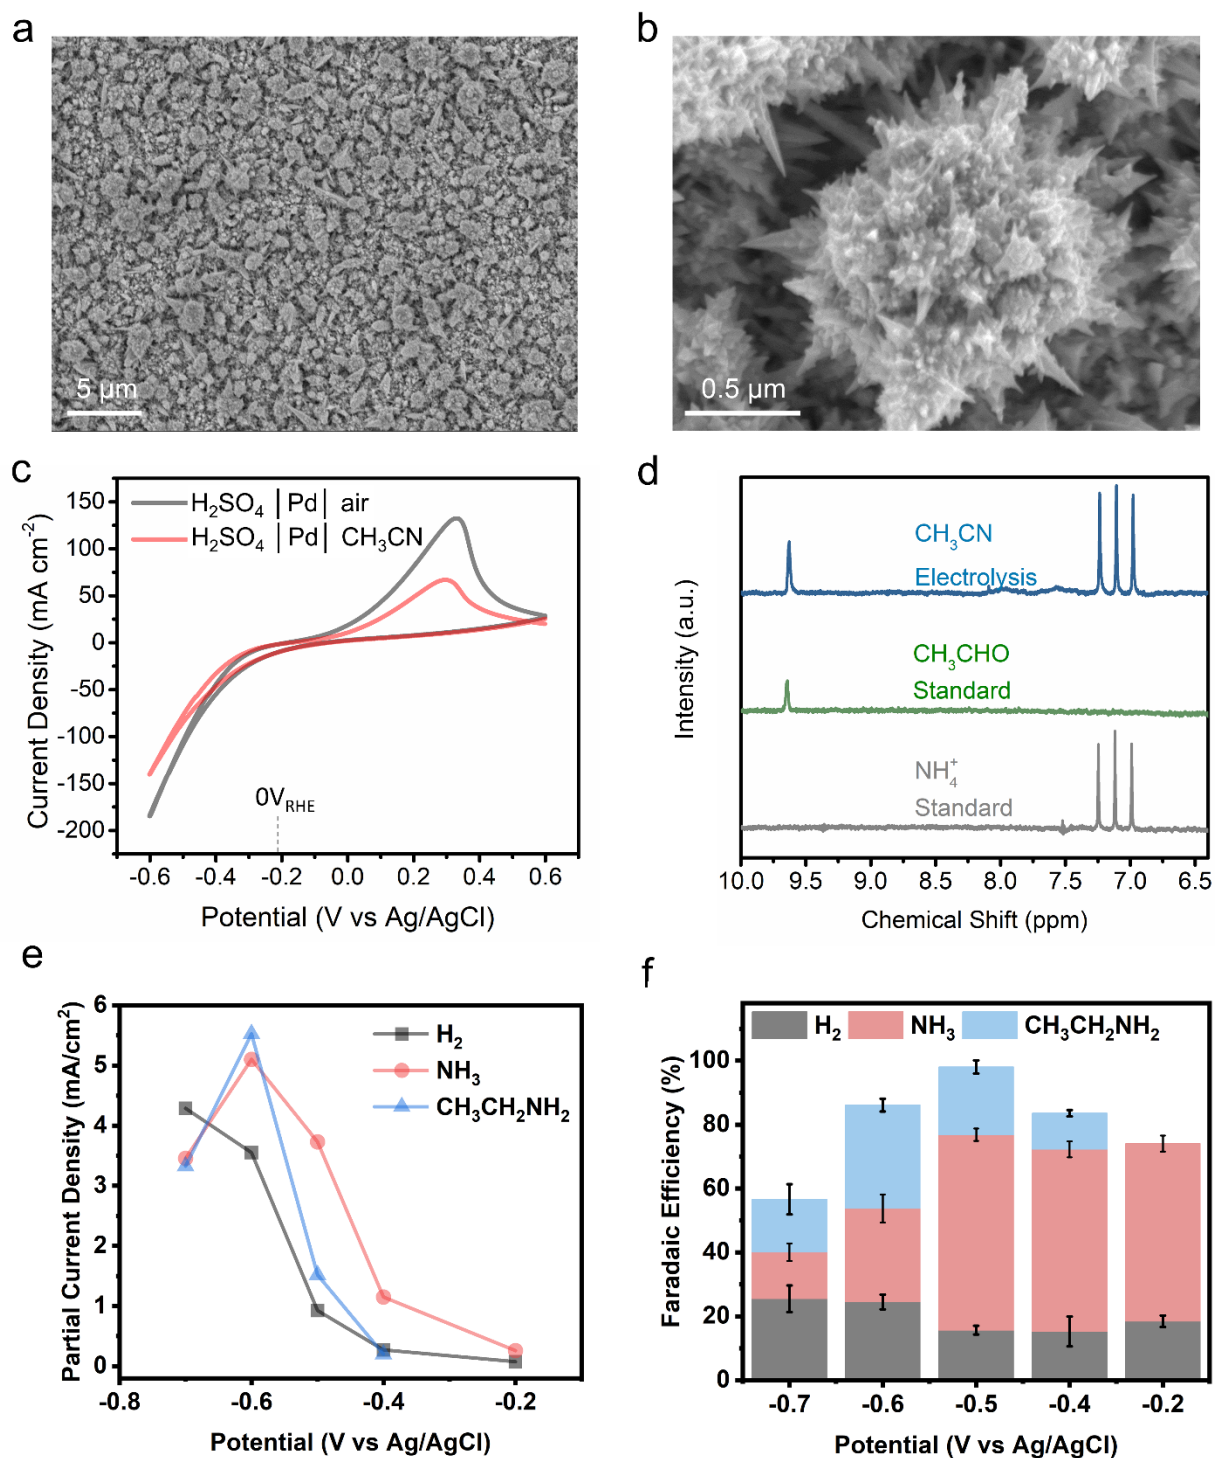 a
b
5 µm
0.5 µm
c
H₂SO₄ | Pd | air
H₂SO₄ | Pd | CH₃CN
0V_RHE
150
100
50
0
-50
-100
-150
-200
Current Density (mA cm⁻²)
-0.6 -0.4 -0.2 0.0 0.2 0.4 0.6
Potential (V vs Ag/AgCl)
d
CH₃CN
Electrolysis
CH₃CHO
Standard
NH₄⁺
Standard
Intensity (a.u.)
10.0 9.5 9.0 8.5 8.0 7.5 7.0 6.5
Chemical Shift (ppm)
e
H₂
NH₃
CH₃CH₂NH₂
6
5
4
3
2
1
0
Partial Current Density (mA/cm²)
-0.8 -0.6 -0.4 -0.2
Potential (V vs Ag/AgCl)
f
H₂ NH₃ CH₃CH₂NH₂
100
80
60
40
20
0
Faradaic Efficiency (%)
-0.7 -0.6 -0.5 -0.4 -0.2
Potential (V vs Ag/AgCl)